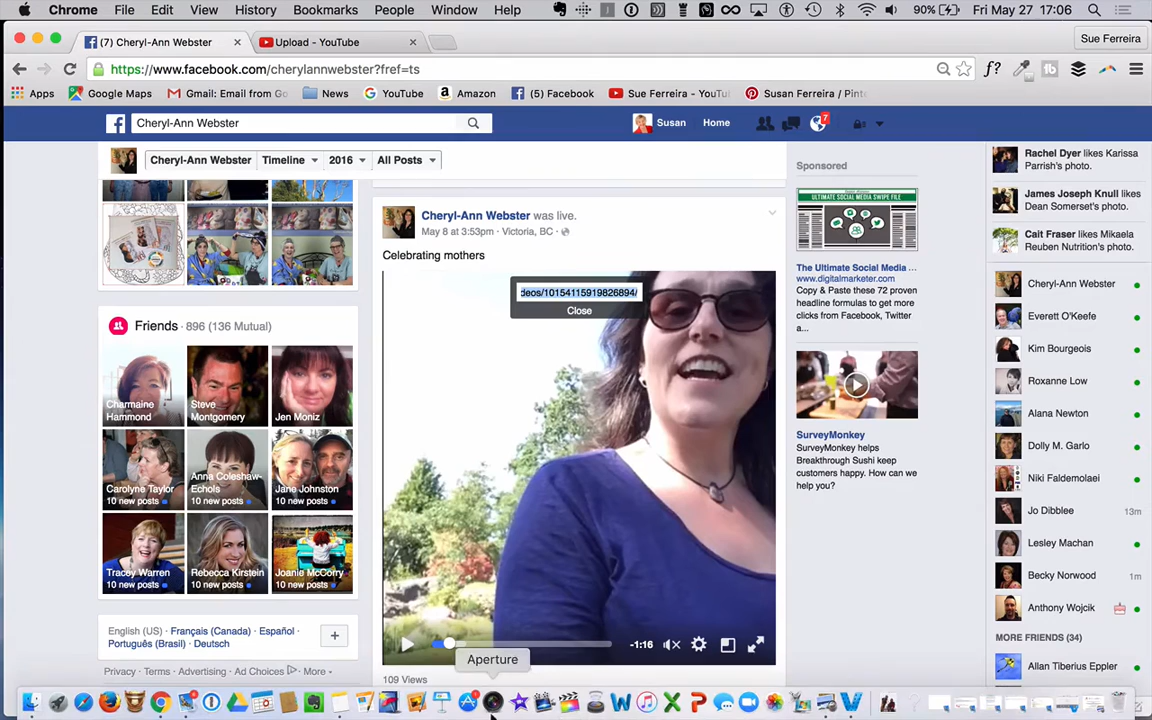 Chrome File Edit View History Bookmarks People Window Help 90% Fri May 27 17:06
(7) Cheryl-Ann Webster Upload - YouTube Sue Ferreira
https://www.facebook.com/cherylannwebster?fref=ts f?
Apps Google Maps Gmail: Email from Go News YouTube Amazon (5) Facebook Sue Ferreira - YouTu Susan Ferreira / Pinte
Cheryl-Ann Webster Susan Home 7
Cheryl-Ann Webster Timeline 2016 All Posts
Friends · 896 (136 Mutual)
Charmaine
Hammond
Steve
Montgomery
Jen Moniz
Carolyne Taylor
10 new posts
Anna Coleshaw-
Echols
10 new posts
Jane Johnston
10 new posts
Tracey Warren
10 new posts
Rebecca Kirstein
10 new posts
Joanie McCorry
10 new posts
English (US) · Français (Canada) · Español ·
Português (Brasil) · Deutsch
+
Privacy · Terms · Advertising · Ad Choices · More
Cheryl-Ann Webster was live.
May 8 at 3:53pm · Victoria, BC ·
Celebrating mothers
deos/10154115919826894/
Close
-1:16
109 Views
Aperture
Sponsored
ULTIMATE SOCIAL MEDIA SWIPE FILE
The Ultimate Social Media ...
www.digitalmarketer.com
Copy & Paste these 72 proven
headline formulas to get more
clicks from Facebook, Twitter
...
SurveyMonkey
SurveyMonkey helps
Breakthrough Sushi keep
customers happy. How can we
help you?
Rachel Dyer likes Karissa
Parrish's photo.
James Joseph Knull likes
Dean Somerset's photo.
Cait Fraser likes Mikaela
Reuben Nutrition's photo.
Cheryl-Ann Webster
Everett O'Keefe
Kim Bourgeois
Roxanne Low
Alana Newton
Dolly M. Garlo
Niki Faldemolaei
Jo Dibblee 13m
Lesley Machan
Becky Norwood 1m
Anthony Wojcik
MORE FRIENDS (34)
Allan Tiberius Eppler